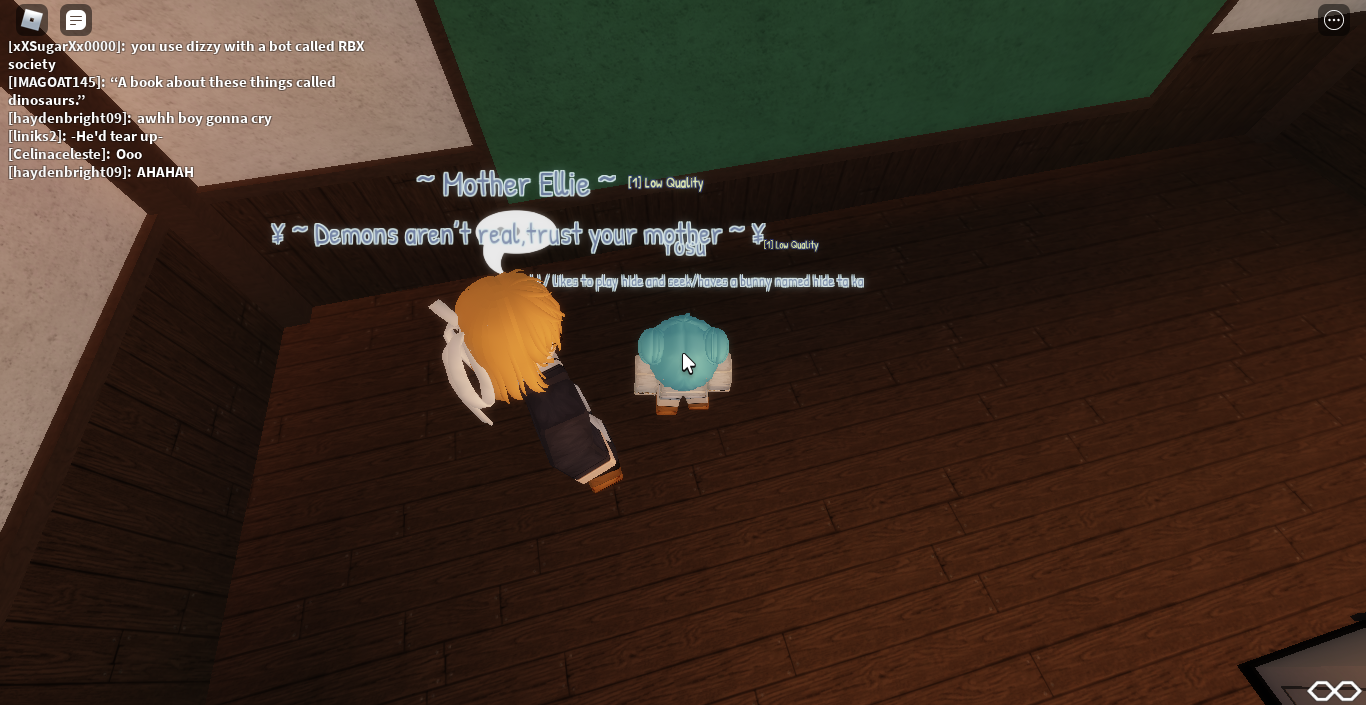 [xXSugarXx0000]: you use dizzy with a bot called RBX
society
[IMAGOAT145]: “A book about these things called
dinosaurs.”
[haydenbright09]: awhh boy gonna cry
[liniks2]: -He'd tear up-
[Celinaceleste]: Ooo
[haydenbright09]: AHAHAH
~ Mother Ellie ~ [1] Low Quality
¥ ~ Demons aren't real,trust your mother ~ ¥
[1] Low Quality
/ likes to play hide and seek/haves a bunny named hide to ka